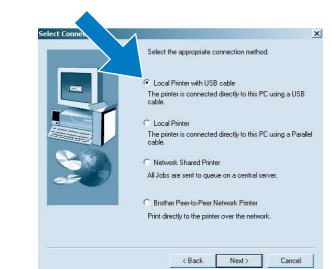 Select Conne
Select the appropriate connection method.
Local Printer with USB cable
The printer is connected directly to this PC using a USB
cable.
Local Printer
The printer is connected directly to this PC using a Parallel
cable.
Network Shared Printer
All Jobs are sent to queue on a central server.
Brother Peer-to-Peer Network Printer
Print directly to the printer over the network.
< Back Next > Cancel